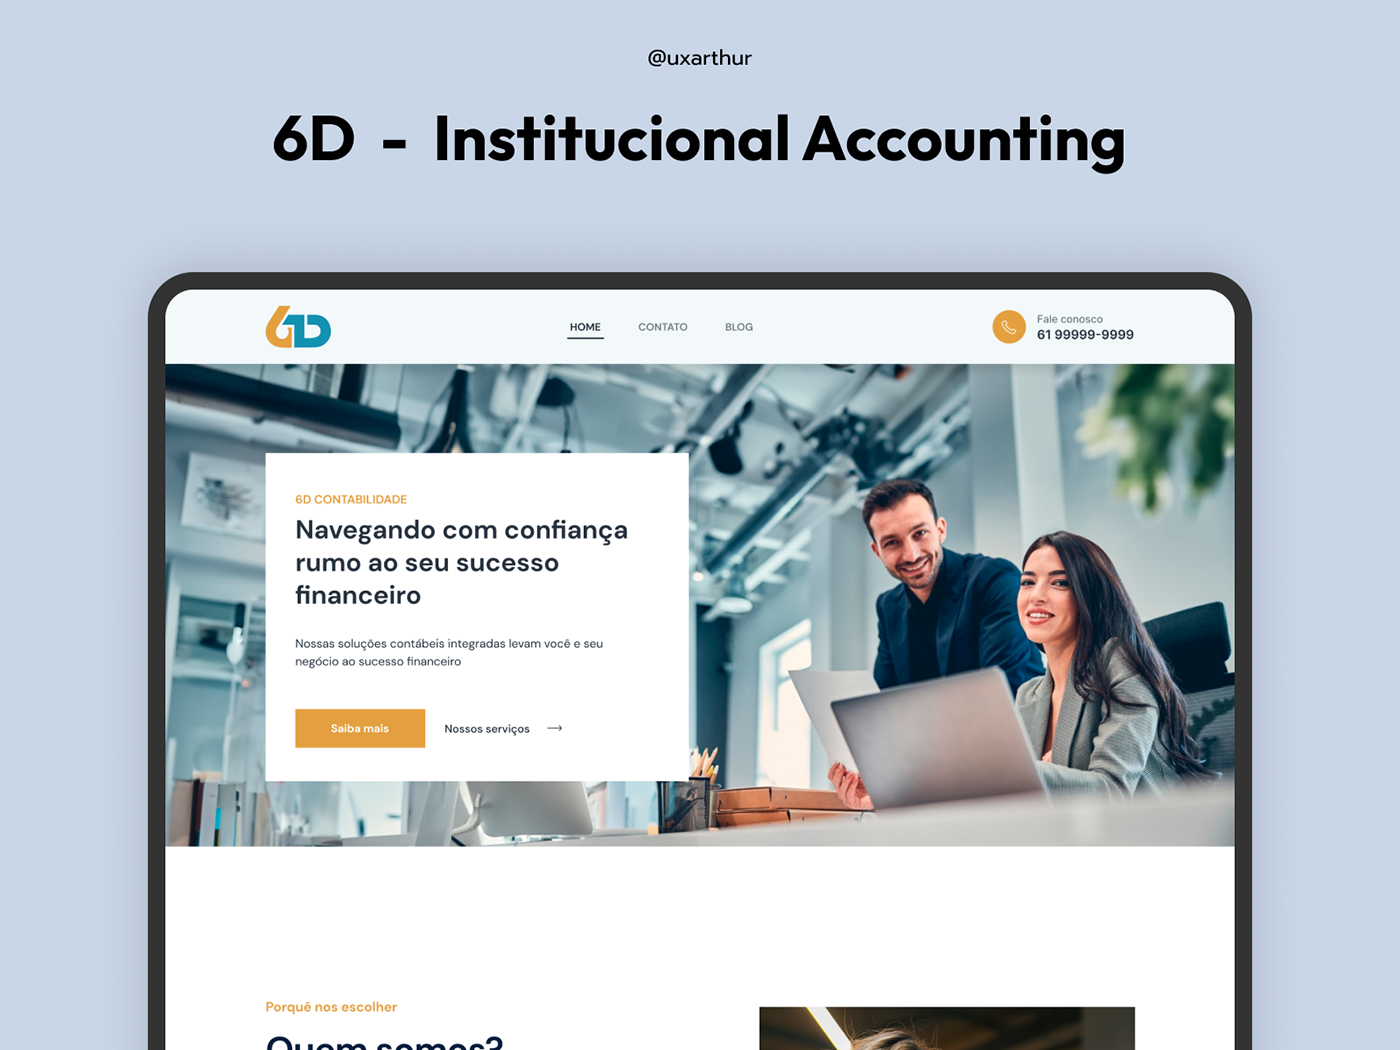 @uxarthur
6D - Institucional Accounting
6D
HOME
CONTATO
BLOG
Fale conosco
61 99999-9999
6D CONTABILIDADE
Navegando com confiança
rumo ao seu sucesso
financeiro
Nossas soluções contábeis integradas levam você e seu
negócio ao sucesso financeiro
Saiba mais
Nossos serviços
Porquê nos escolher
Quem somos?